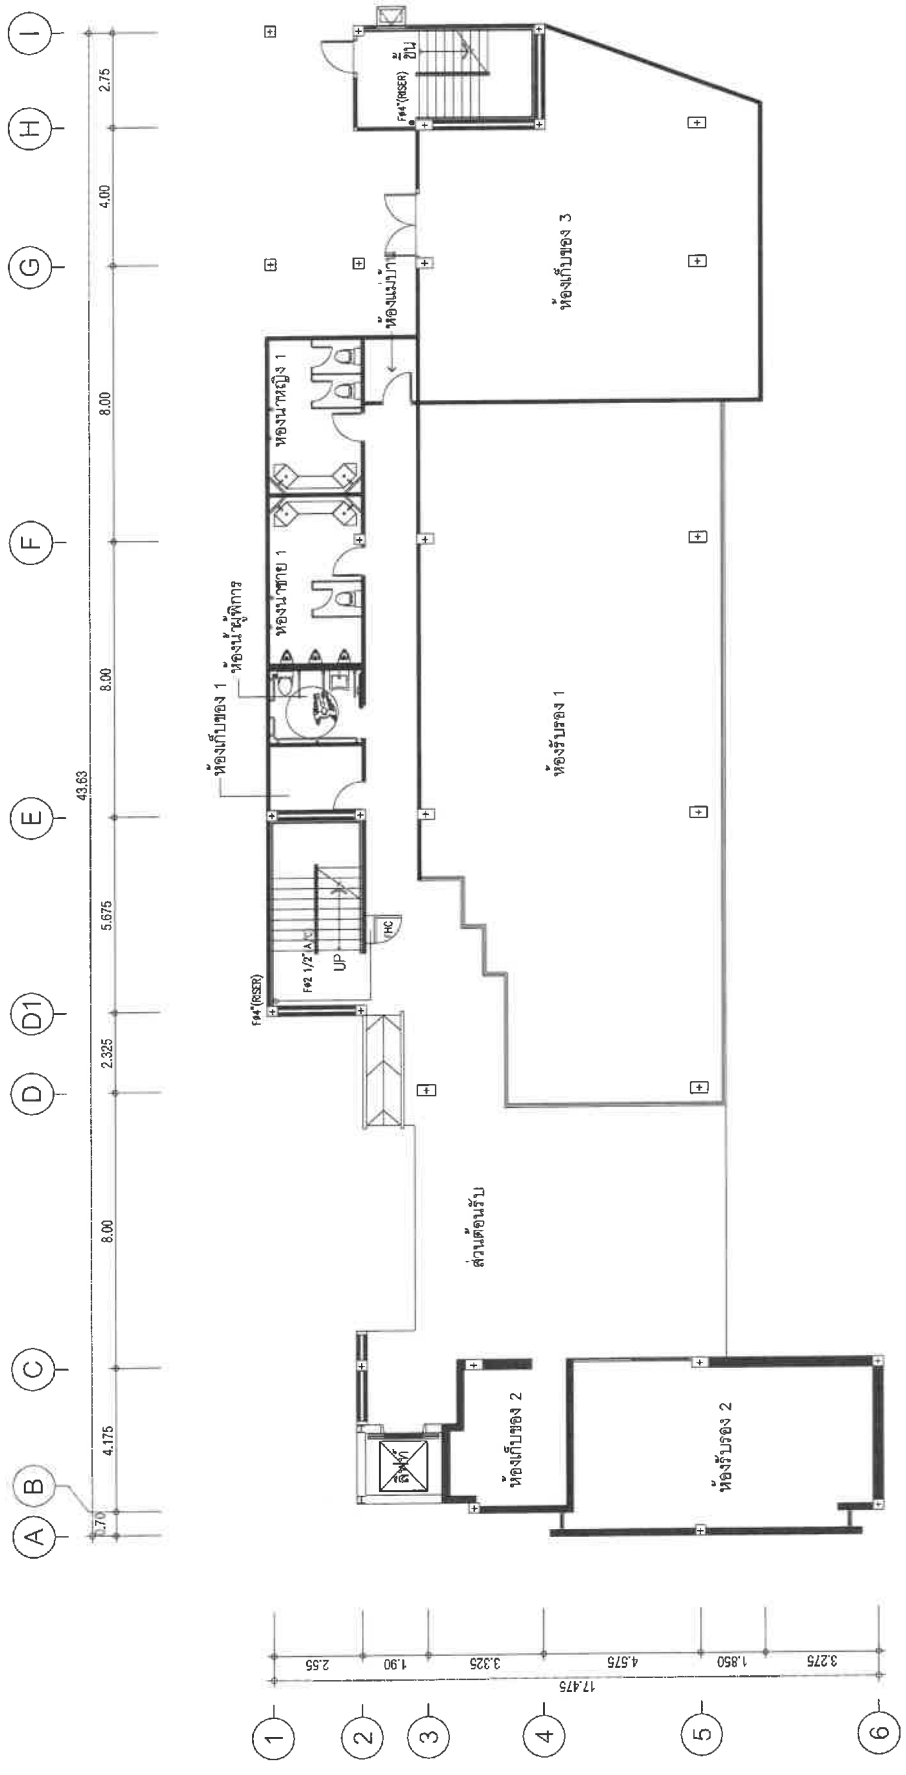 I
H
G
F
E
D1
D
C
B
A
2.75
4.00
8.00
8.00
5.675
2.325
8.00
4.175
0.70
43.63
ขึ้น
F⌀4"(RISER)
ห้องเก็บของ 3
ห้องแม่บ้า
ห้องน้ำหญิง 1
ห้องน้ำชาย 1
ห้องน้ำผู้พิการ
ห้องเก็บของ 1
ห้องรับรอง 1
F⌀4"(RISER)
F⌀2 1/2"
UP
FHC
ส่วนต้อนรับ
ลิฟท์
ห้องเก็บของ 2
ห้องรับรอง 2
2.55
1.90
3.325
4.575
1.850
3.275
17.475
1
2
3
4
5
6